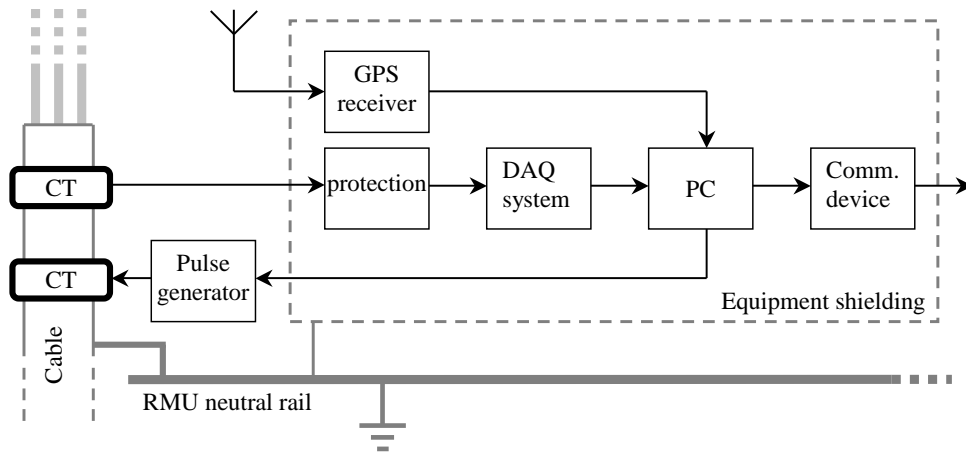 GPS
receiver
CT
protection
DAQ
system
PC
Comm.
device
CT
Pulse
generator
Equipment shielding
Cable
RMU neutral rail